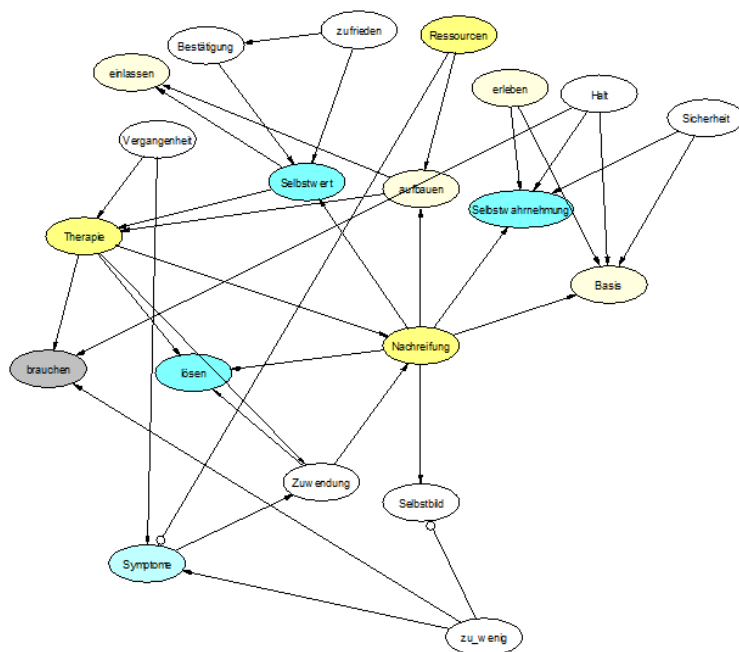 zufrieden
Ressourcen
Bestätigung
einlassen
erleben
Halt
Sicherheit
Vergangenheit
Selbstwert
aufbauen
Selbstwahrnehmung
Therapie
Basis
Nachreifung
brauchen
lösen
Zuwendung
Selbstbild
Symptome
zu_wenig